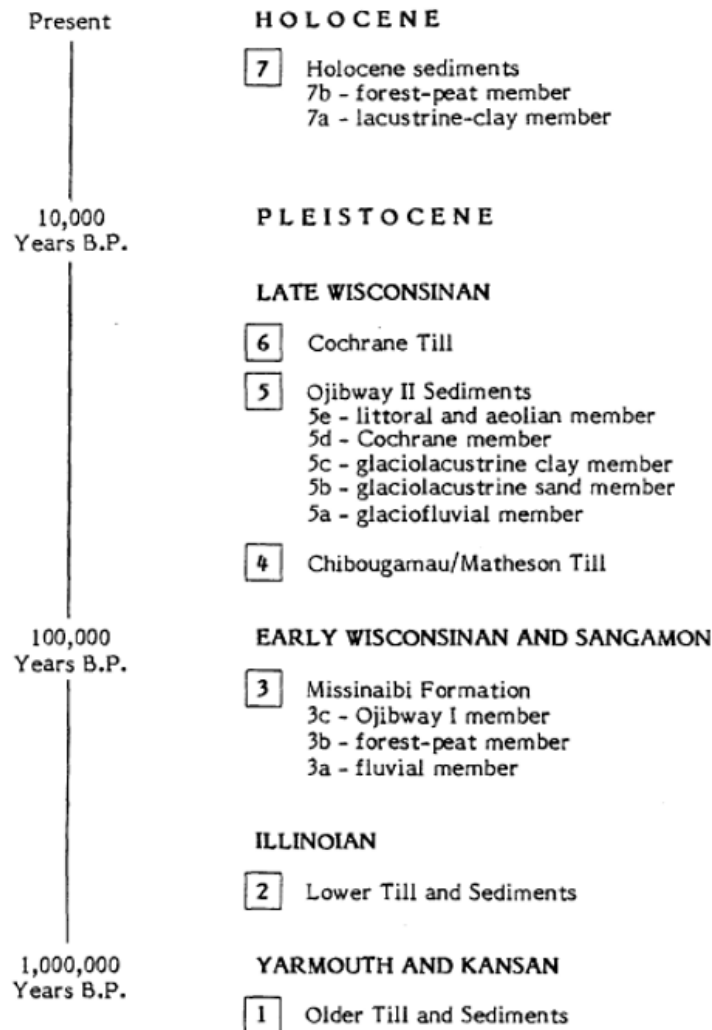 Present
HOLOCENE
7 Holocene sediments
7b - forest-peat member
7a - lacustrine-clay member
10,000
Years B.P.
PLEISTOCENE
LATE WISCONSINAN
6 Cochrane Till
5 Ojibway II Sediments
5e - littoral and aeolian member
5d - Cochrane member
5c - glaciolacustrine clay member
5b - glaciolacustrine sand member
5a - glaciofluvial member
4 Chibougamau/Matheson Till
100,000
Years B.P.
EARLY WISCONSINAN AND SANGAMON
3 Missinaibi Formation
3c - Ojibway I member
3b - forest-peat member
3a - fluvial member
ILLINOIAN
2 Lower Till and Sediments
1,000,000
Years B.P.
YARMOUTH AND KANSAN
1 Older Till and Sediments